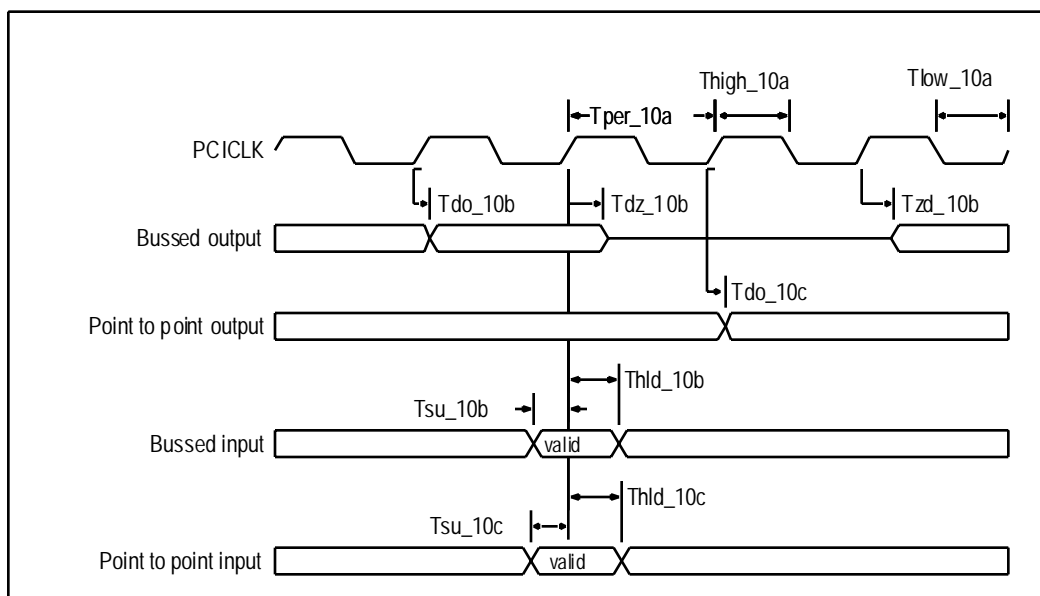 Tlow_10a
Thigh_10a
Tper_10a
PCICLK
Tdo_10b
Tdz_10b
Tzd_10b
Bussed output
Tdo_10c
Point to point output
Thld_10b
Tsu_10b
Bussed input
valid
Thld_10c
Tsu_10c
Point to point input
valid